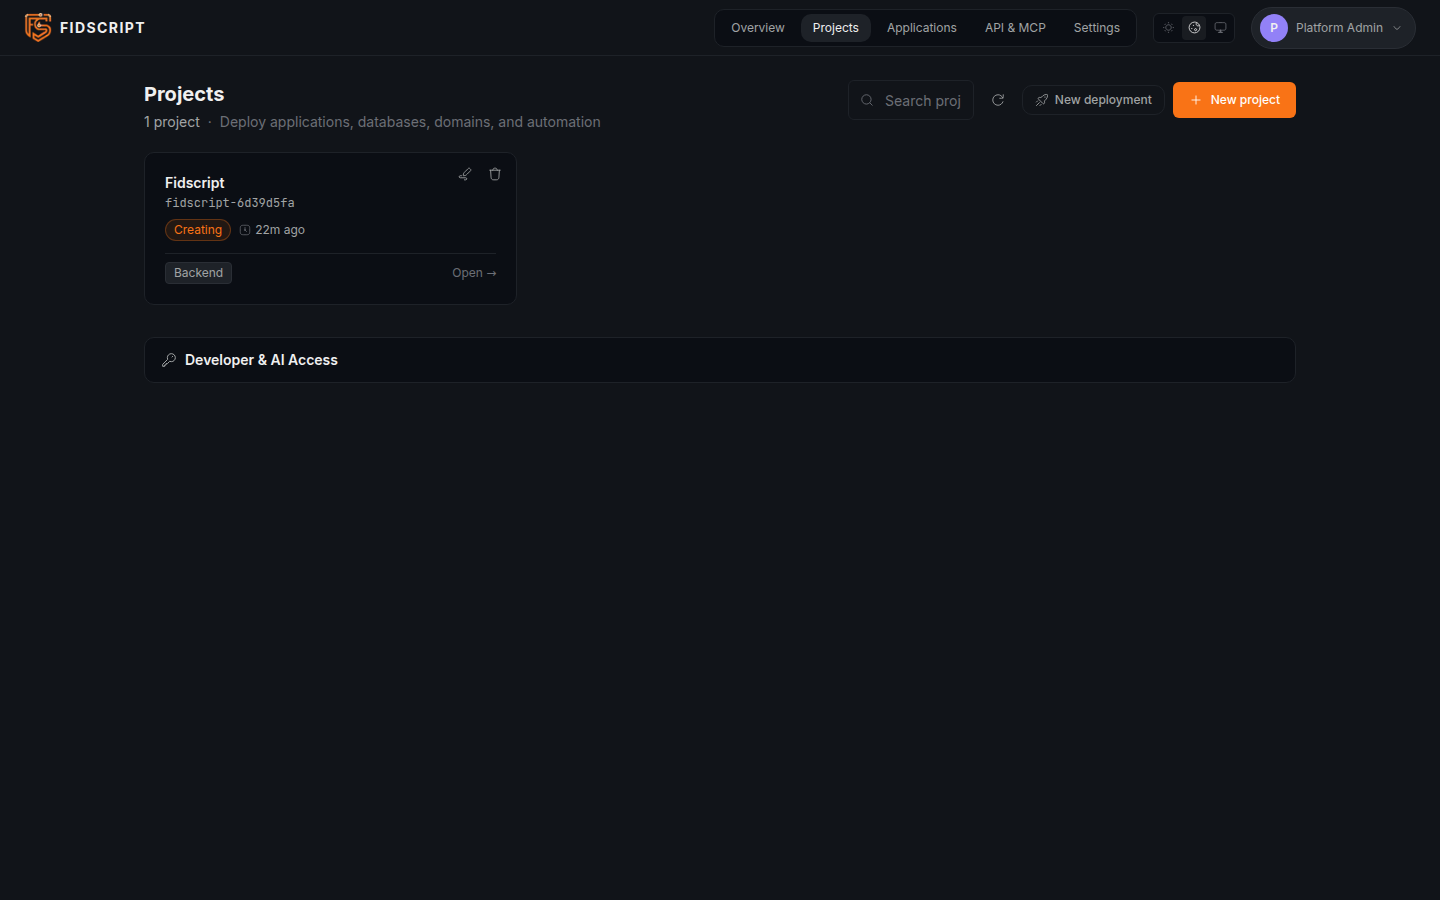 FIDSCRIPT
Overview
Projects
Applications
API & MCP
Settings
P
Platform Admin
Projects
1 project · Deploy applications, databases, domains, and automation
Search proj
New deployment
New project
Fidscript
fidscript-6d39d5fa
Creating
22m ago
Backend
Open →
Developer & AI Access